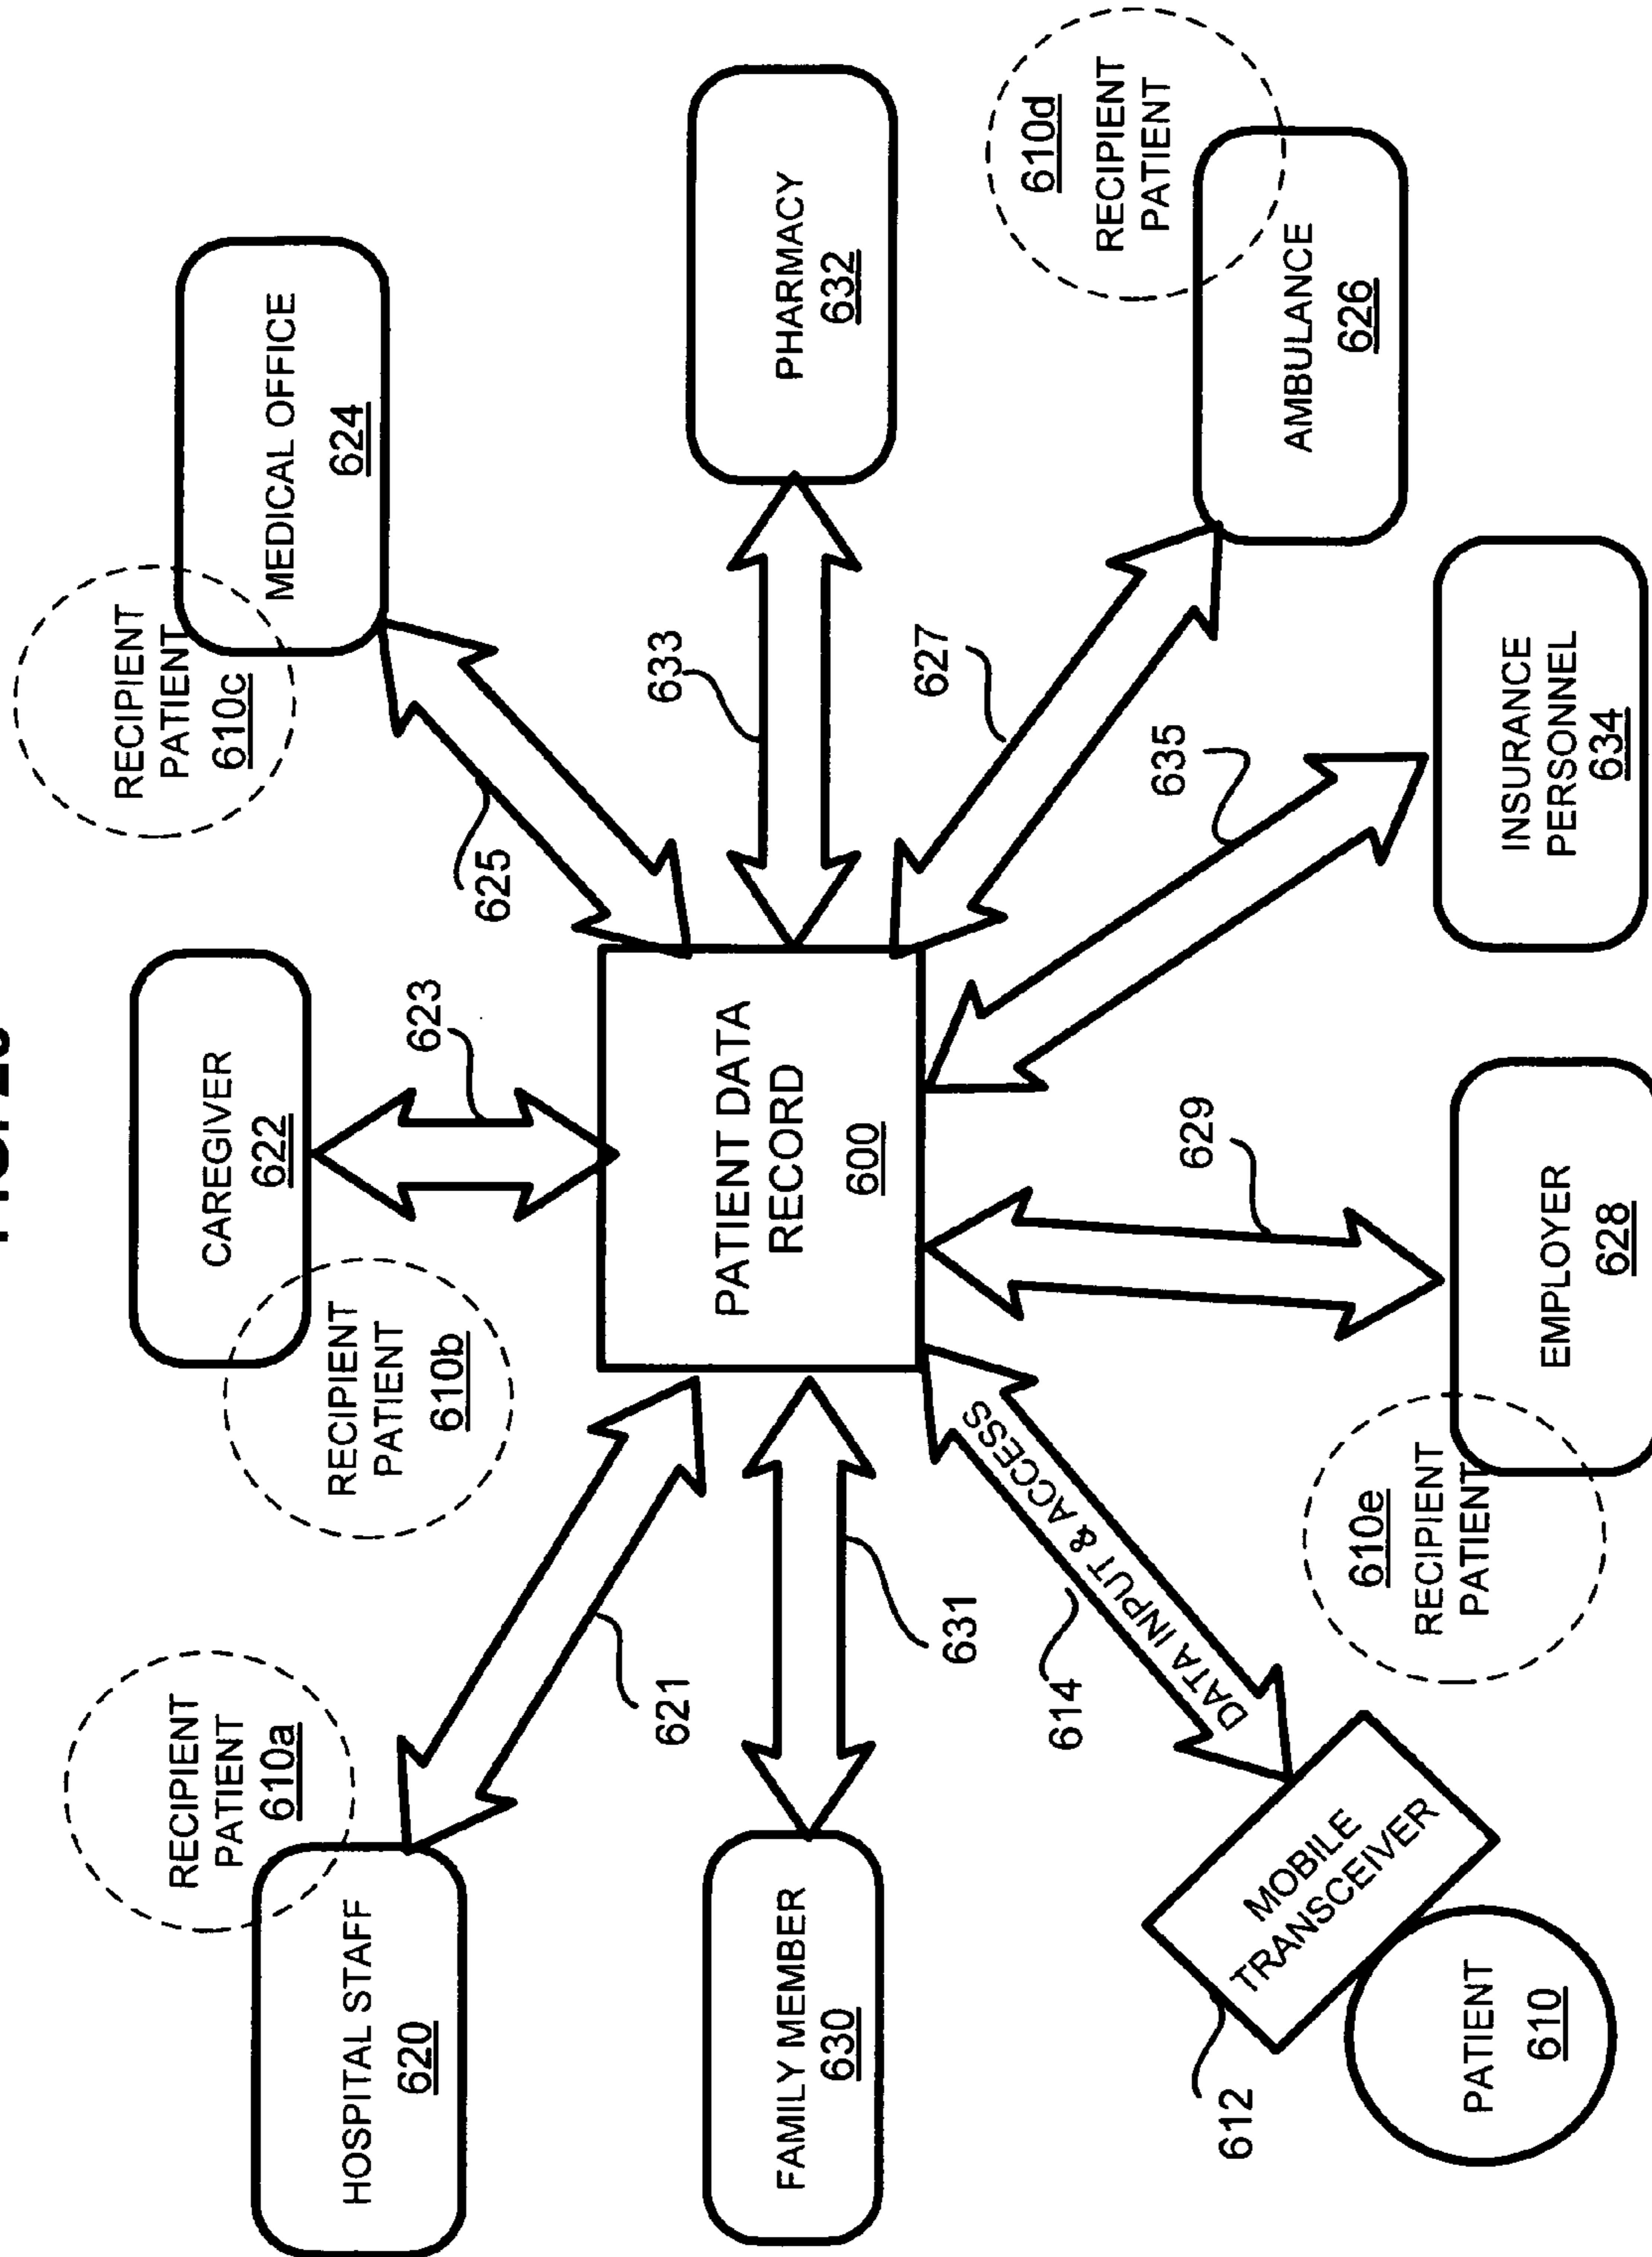 RECIPIENT
PATIENT
610c
RECIPIENT
PATIENT
610a
CAREGIVER
622
MEDICAL OFFICE
624
HOSPITAL STAFF
620
RECIPIENT
PATIENT
610b
623
625
621
633
PATIENT DATA
RECORD
600
FAMILY MEMBER
630
PHARMACY
632
631
627
610d
RECIPIENT
PATIENT
614
DATA INPUT & ACCESS
635
629
AMBULANCE
626
612
MOBILE
TRANSCEIVER
610e
RECIPIENT
PATIENT
PATIENT
610
EMPLOYER
628
INSURANCE
PERSONNEL
634